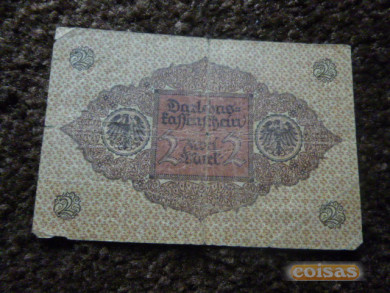 2 2
Darlehns-
kassenschein
2 Zwei 2
Mark
2 2
coisas